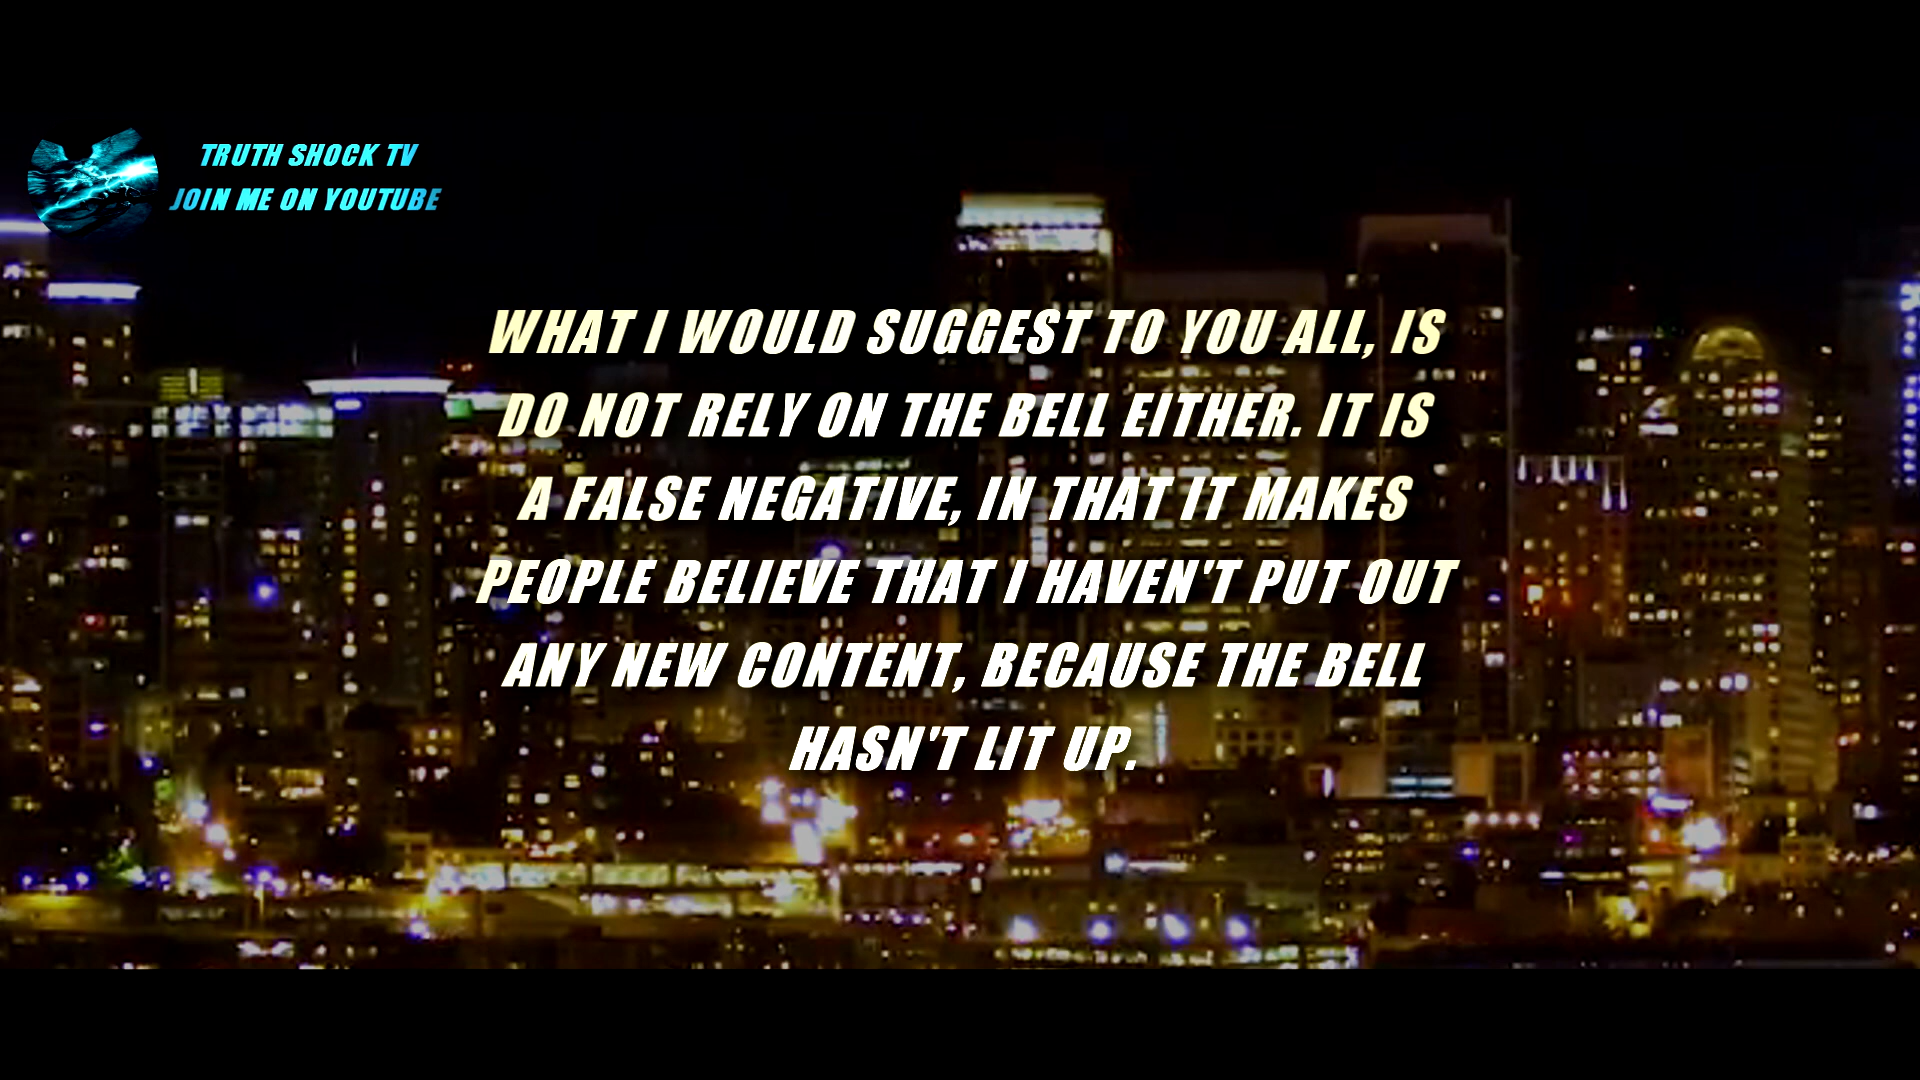 TRUTH SHOCK TV
JOIN ME ON YOUTUBE
WHAT I WOULD SUGGEST TO YOU ALL, IS
DO NOT RELY ON THE BELL EITHER. IT IS
A FALSE NEGATIVE, IN THAT IT MAKES
PEOPLE BELIEVE THAT I HAVEN'T PUT OUT
ANY NEW CONTENT, BECAUSE THE BELL
HASN'T LIT UP.